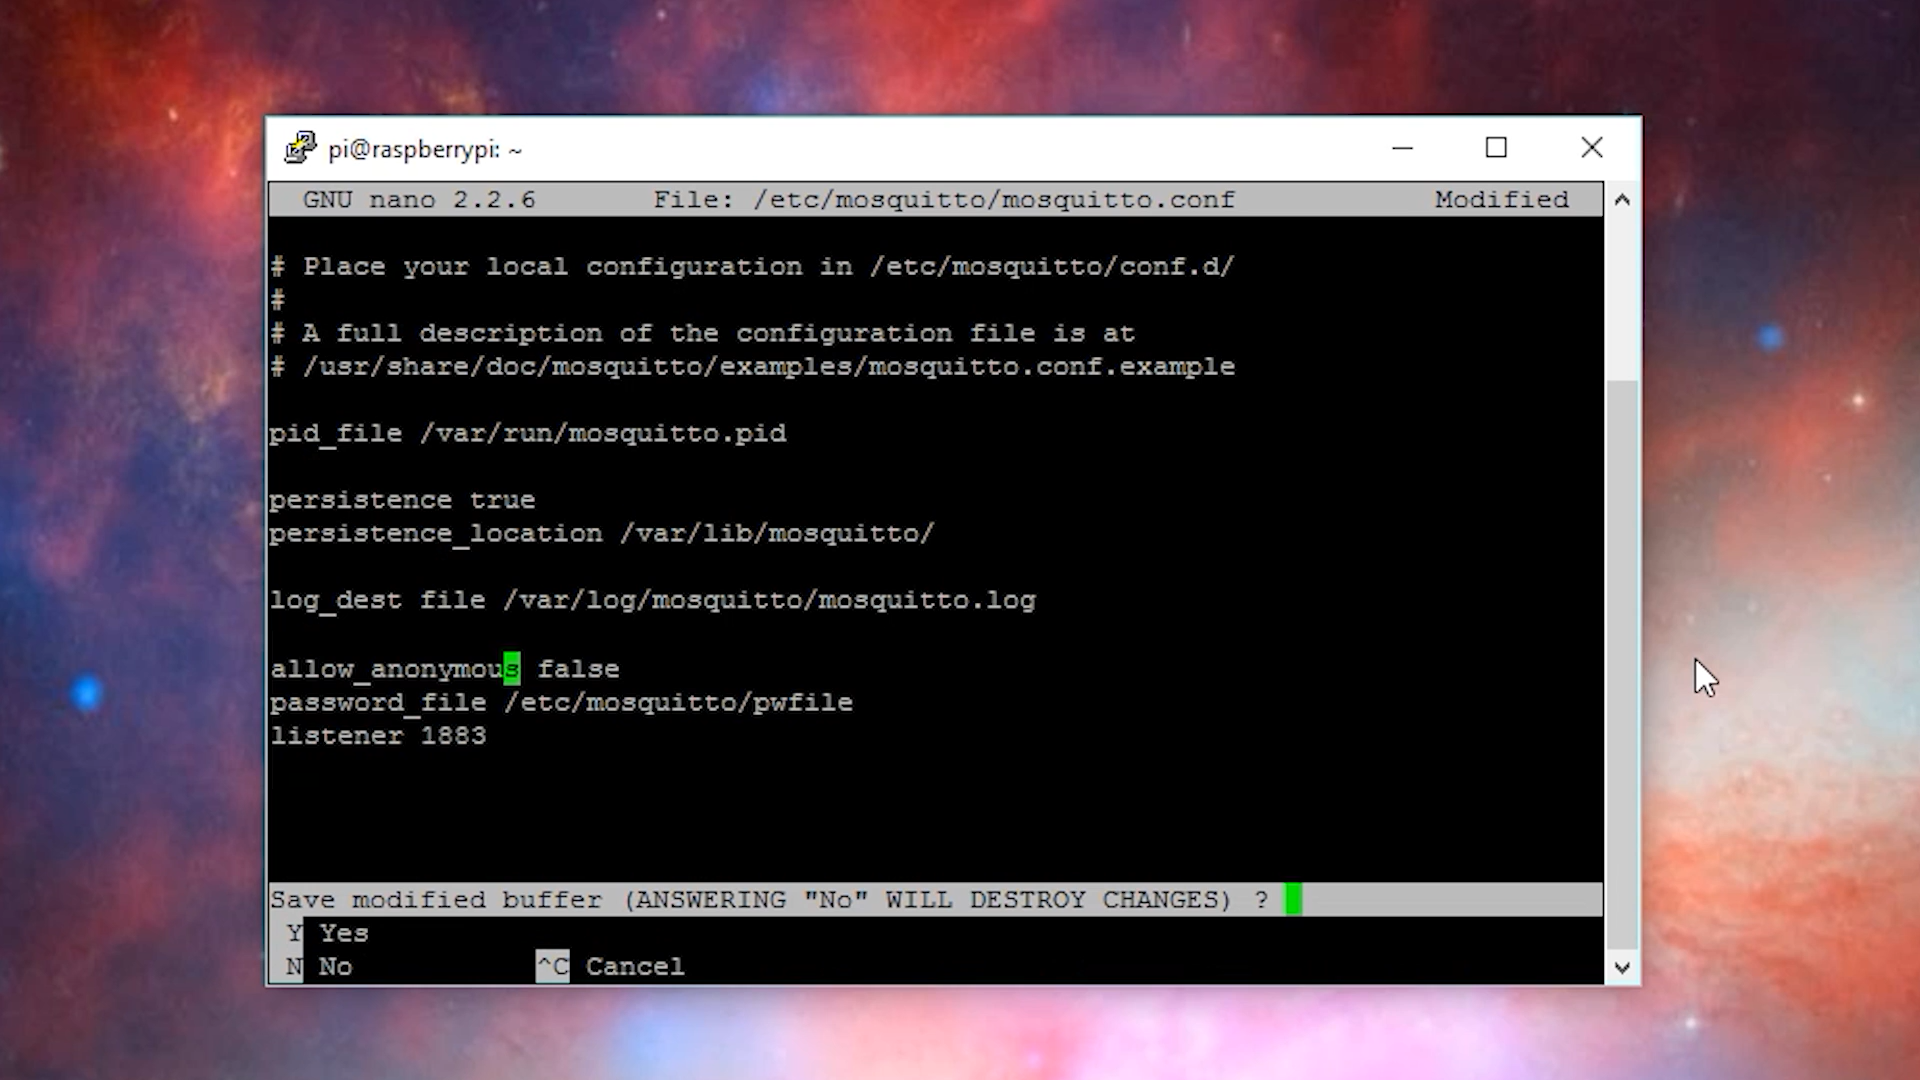 pi@raspberrypi: ~
GNU nano 2.2.6 File: /etc/mosquitto/mosquitto.conf Modified
# Place your local configuration in /etc/mosquitto/conf.d/
#
# A full description of the configuration file is at
# /usr/share/doc/mosquitto/examples/mosquitto.conf.example
pid_file /var/run/mosquitto.pid
persistence true
persistence_location /var/lib/mosquitto/
log_dest file /var/log/mosquitto/mosquitto.log
allow_anonymous false
password_file /etc/mosquitto/pwfile
listener 1883
Save modified buffer (ANSWERING "No" WILL DESTROY CHANGES) ?
Y Yes
N No ^C Cancel